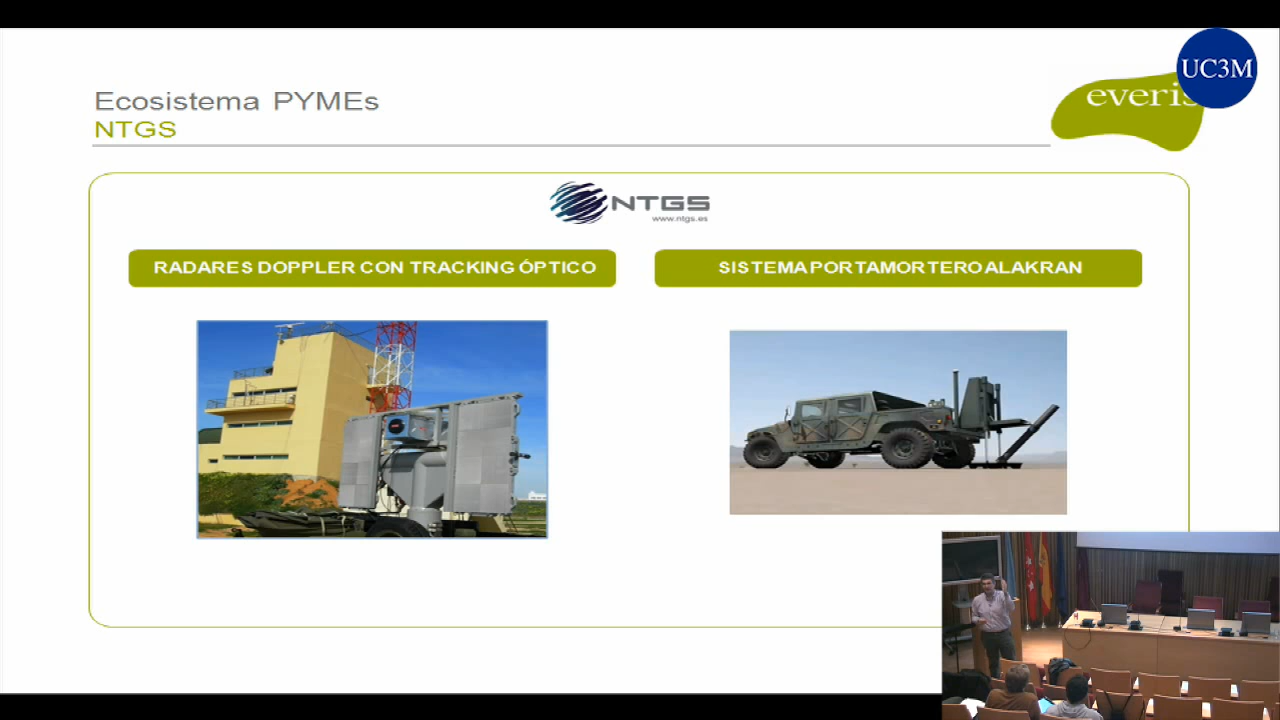 UC3M
everis
Ecosistema PYMEs
NTGS
NTGS
www.ntgs.es
RADARES DOPPLER CON TRACKING ÓPTICO
SISTEMA PORTAMORTERO ALAKRAN